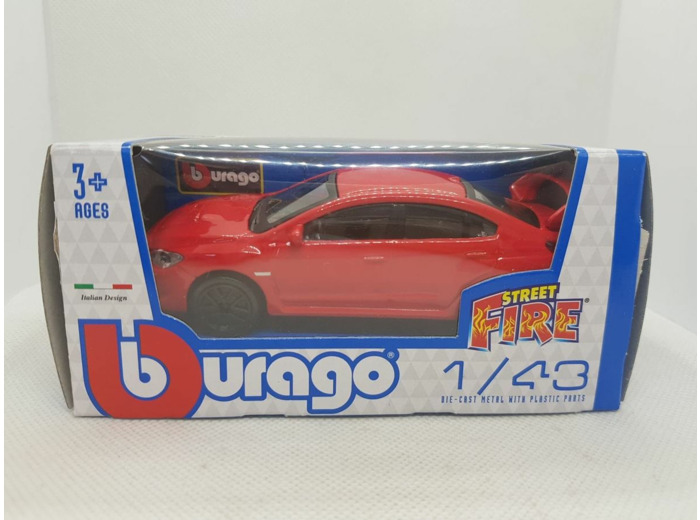 burago
3+
AGES
Italian Design
STREET
FIRE®
burago®
1/43
DIE-CAST METAL WITH PLASTIC PARTS